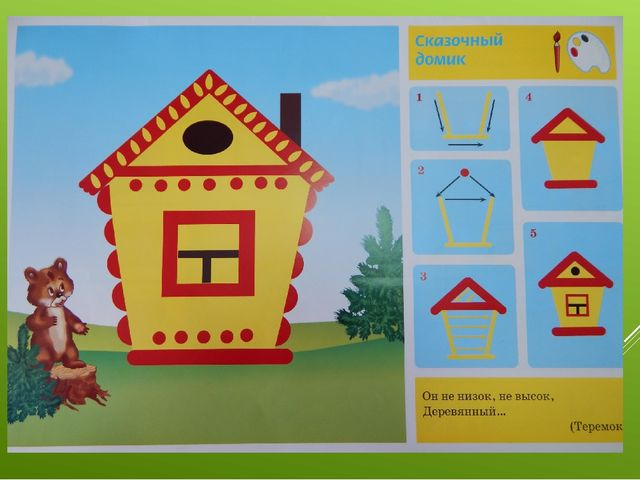 Сказочный
домик
1
4
2
5
3
Он не низок, не высок,
Деревянный...
(Теремок